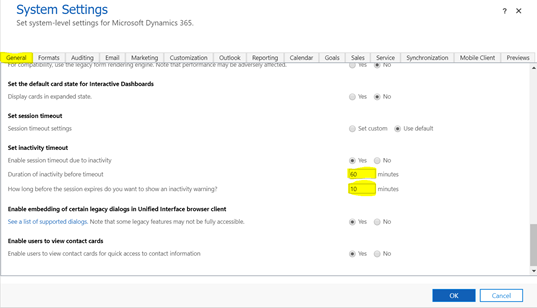 System Settings
? ×
Set system-level settings for Microsoft Dynamics 365.
General Formats Auditing Email Marketing Customization Outlook Reporting Calendar Goals Sales Service Synchronization Mobile Client Previews
For compatibility, use the legacy form rendering engine. Note that performance may be adversely affected. Yes No
Set the default card state for Interactive Dashboards
Display cards in expanded state. Yes No
Set session timeout
Session timeout settings Set custom Use default
Set inactivity timeout
Enable session timeout due to inactivity Yes No
Duration of inactivity before timeout 60 minutes
How long before the session expires do you want to show an inactivity warning? 10 minutes
Enable embedding of certain legacy dialogs in Unified Interface browser client
See a list of supported dialogs. Note that some legacy features may not be fully accessible. Yes No
Enable users to view contact cards
Enable users to view contact cards for quick access to contact information Yes No
OK Cancel